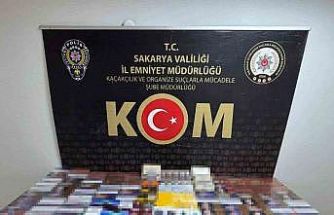 T.C.
SAKARYA VALİLİĞİ
İL EMNİYET MÜDÜRLÜĞÜ
KAÇAKÇILIK VE ORGANİZE SUÇLARLA MÜCADELE
ŞUBE MÜDÜRLÜĞÜ
KOM